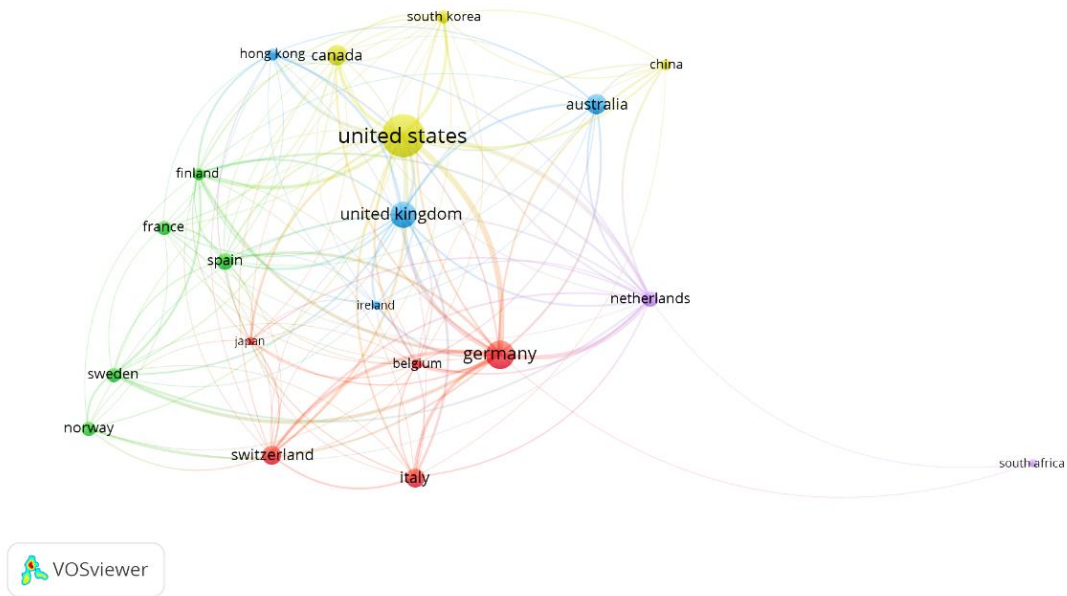 south korea
hong kong
canada
china
australia
united states
finland
united kingdom
france
spain
netherlands
ireland
japan
germany
belgium
sweden
norway
switzerland
south africa
italy
VOSviewer